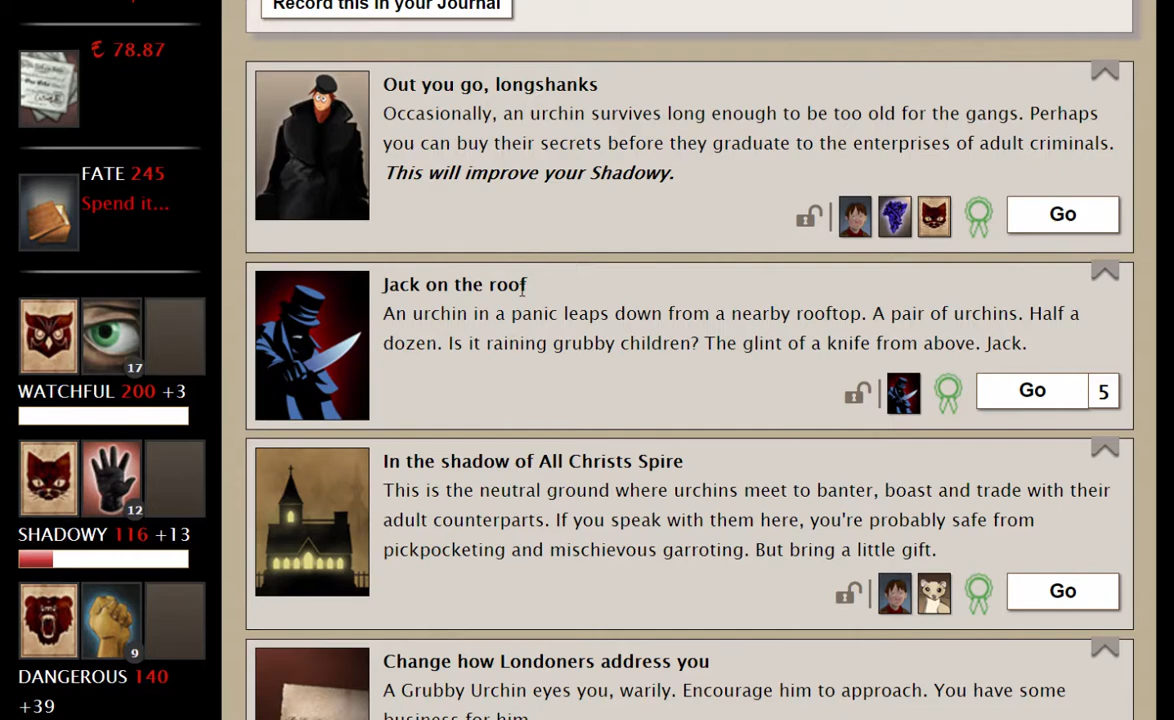 Record this in your Journal
€ 78.87
FATE 245
Spend it...
17
WATCHFUL 200 +3
12
SHADOWY 116 +13
9
DANGEROUS 140
+39
Out you go, longshanks
Occasionally, an urchin survives long enough to be too old for the gangs. Perhaps
you can buy their secrets before they graduate to the enterprises of adult criminals.
This will improve your Shadowy.
Go
Jack on the roof
An urchin in a panic leaps down from a nearby rooftop. A pair of urchins. Half a
dozen. Is it raining grubby children? The glint of a knife from above. Jack.
Go 5
In the shadow of All Christs Spire
This is the neutral ground where urchins meet to banter, boast and trade with their
adult counterparts. If you speak with them here, you're probably safe from
pickpocketing and mischievous garroting. But bring a little gift.
Go
Change how Londoners address you
A Grubby Urchin eyes you, warily. Encourage him to approach. You have some
business for him.